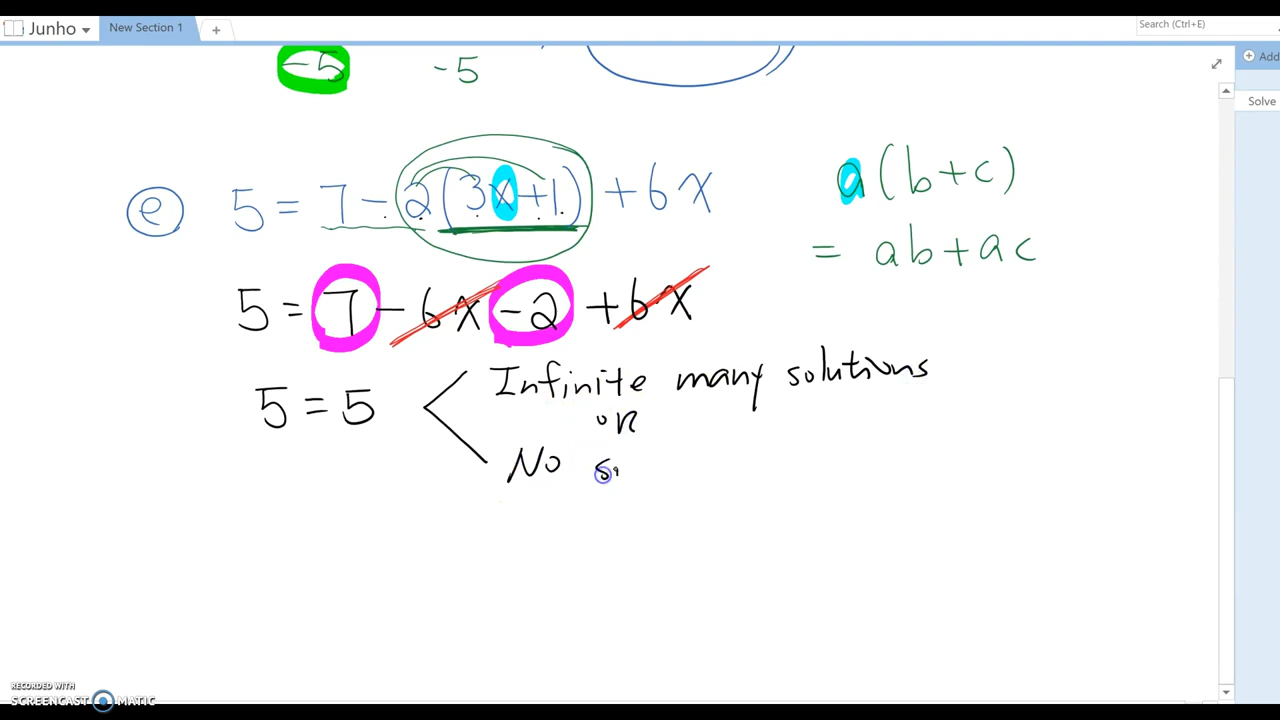 Junho
New Section 1
Search (Ctrl+E)
Add
Solve
-5 -5
e 5 = 7 - 2(3x+1) + 6x
a(b+c)
= ab+ac
5 = 7 - 6x - 2 + 6x
5 = 5
Infinite many solutions
or
No
RECORDED WITH
SCREENCAST MATIC